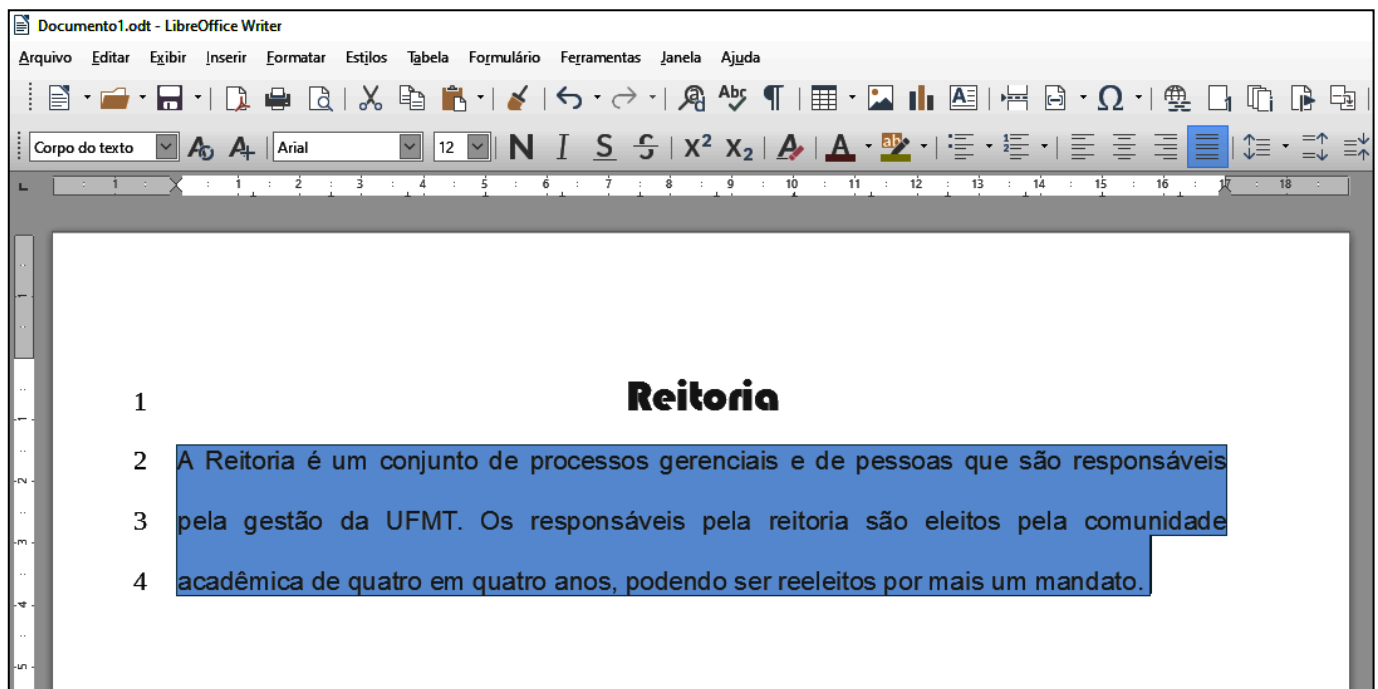 Documento1.odt - LibreOffice Writer
Arquivo Editar Exibir Inserir Formatar Estilos Tabela Formulário Ferramentas Janela Ajuda
Corpo do texto Arial 12 N I S S X² X₂ A A ab
1 1 2 3 4 5 6 7 8 9 10 11 12 13 14 15 16 17 18
1 Reitoria
2 A Reitoria é um conjunto de processos gerenciais e de pessoas que são responsáveis
3 pela gestão da UFMT. Os responsáveis pela reitoria são eleitos pela comunidade
4 acadêmica de quatro em quatro anos, podendo ser reeleitos por mais um mandato.